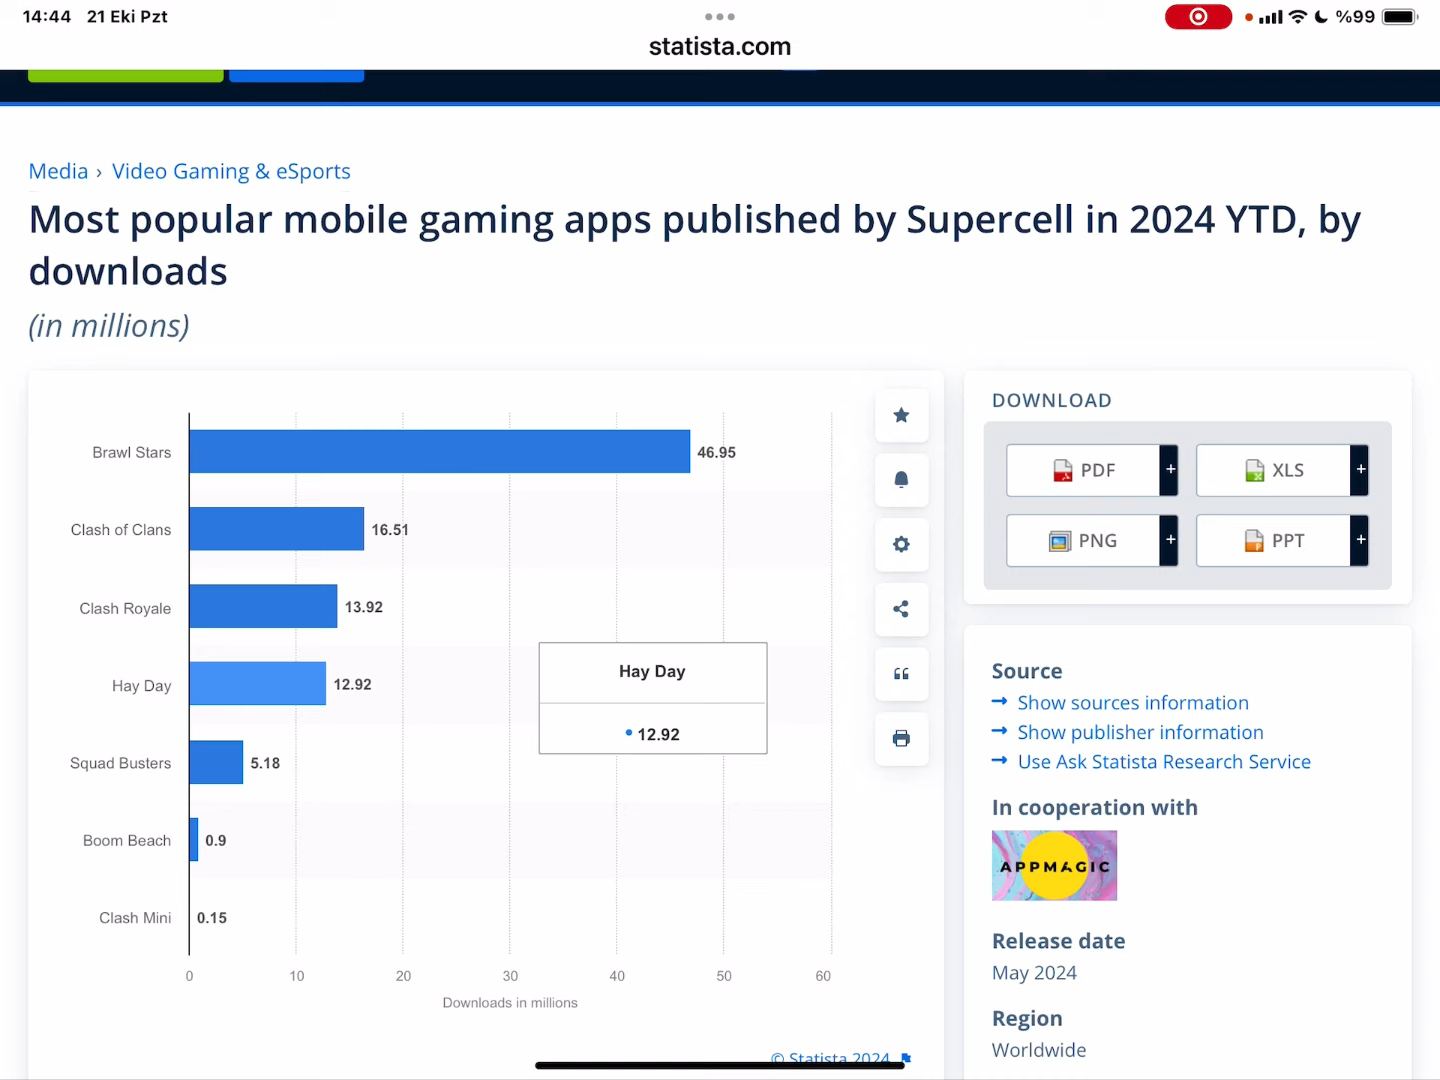 14:44 21 Eki Pzt
%99
statista.com
Media › Video Gaming & eSports
Most popular mobile gaming apps published by Supercell in 2024 YTD, by
downloads
(in millions)
Brawl Stars 46.95
Clash of Clans 16.51
Clash Royale 13.92
Hay Day 12.92
Squad Busters 5.18
Boom Beach 0.9
Clash Mini 0.15
0 10 20 30 40 50 60
Downloads in millions
Hay Day
12.92
© Statista 2024
DOWNLOAD
PDF + XLS +
PNG + PPT +
Source
→ Show sources information
→ Show publisher information
→ Use Ask Statista Research Service
In cooperation with
APPMAGIC
Release date
May 2024
Region
Worldwide